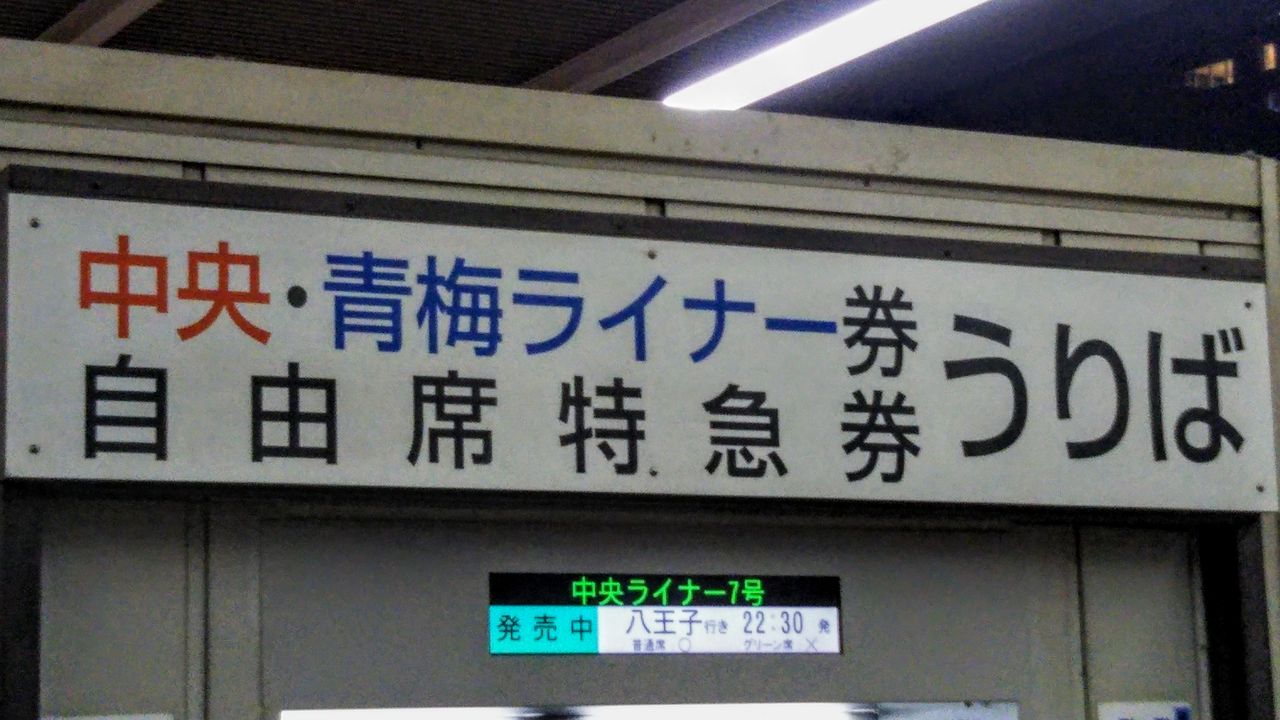 中央・青梅ライナー券
自由席特急券
うりば
中央ライナー7号
発売中
八王子行き 22:30発
普通席 ○ グリーン席 ×